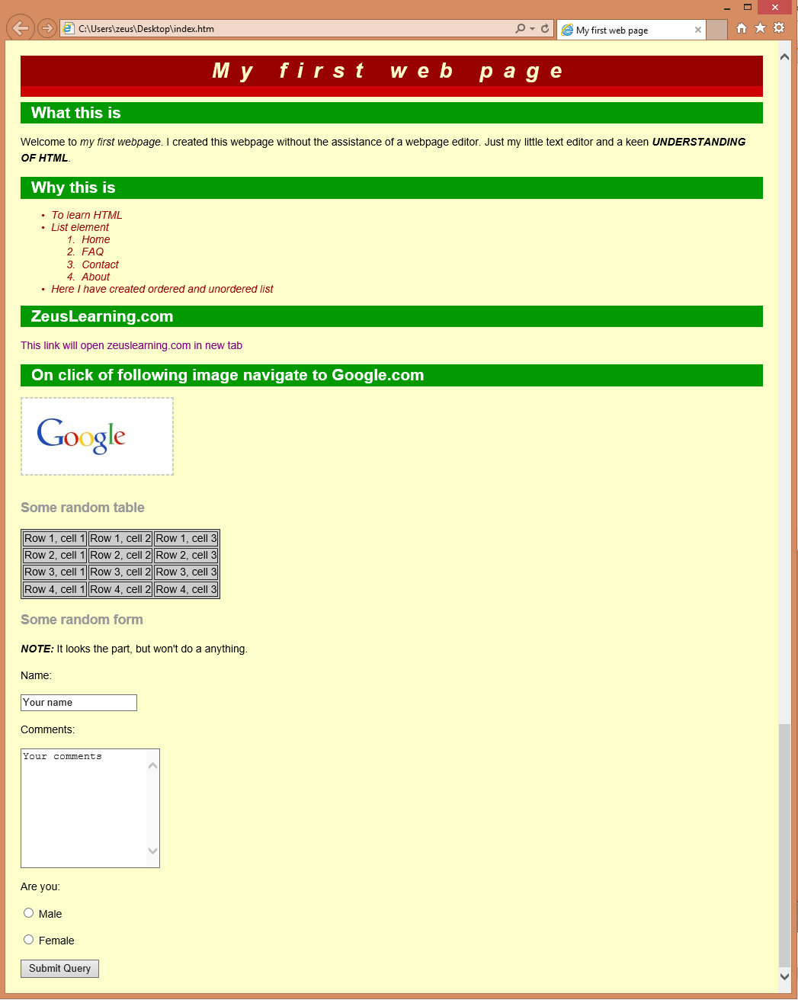 C:\Users\zeus\Desktop\index.htm
My first web page
My first web page
What this is
Welcome to my first webpage. I created this webpage without the assistance of a webpage editor. Just my little text editor and a keen UNDERSTANDING
OF HTML.
Why this is
• To learn HTML
• List element
1. Home
2. FAQ
3. Contact
4. About
• Here I have created ordered and unordered list
ZeusLearning.com
This link will open zeuslearning.com in new tab
On click of following image navigate to Google.com
Google
Some random table
Row 1, cell 1 Row 1, cell 2 Row 1, cell 3
Row 2, cell 1 Row 2, cell 2 Row 2, cell 3
Row 3, cell 1 Row 3, cell 2 Row 3, cell 3
Row 4, cell 1 Row 4, cell 2 Row 4, cell 3
Some random form
NOTE: It looks the part, but won't do a anything.
Name:
Your name
Comments:
Your comments
Are you:
Male
Female
Submit Query